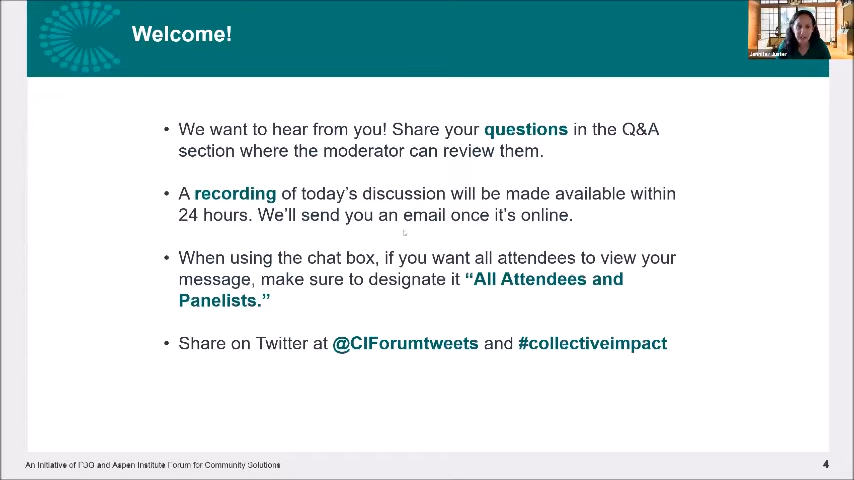 Welcome!
• We want to hear from you! Share your questions in the Q&A
section where the moderator can review them.
• A recording of today's discussion will be made available within
24 hours. We'll send you an email once it's online.
• When using the chat box, if you want all attendees to view your
message, make sure to designate it “All Attendees and
Panelists.”
• Share on Twitter at @CIForumtweets and #collectiveimpact
An Initiative of FSG and Aspen Institute Forum for Community Solutions
4
Jennifer Juster